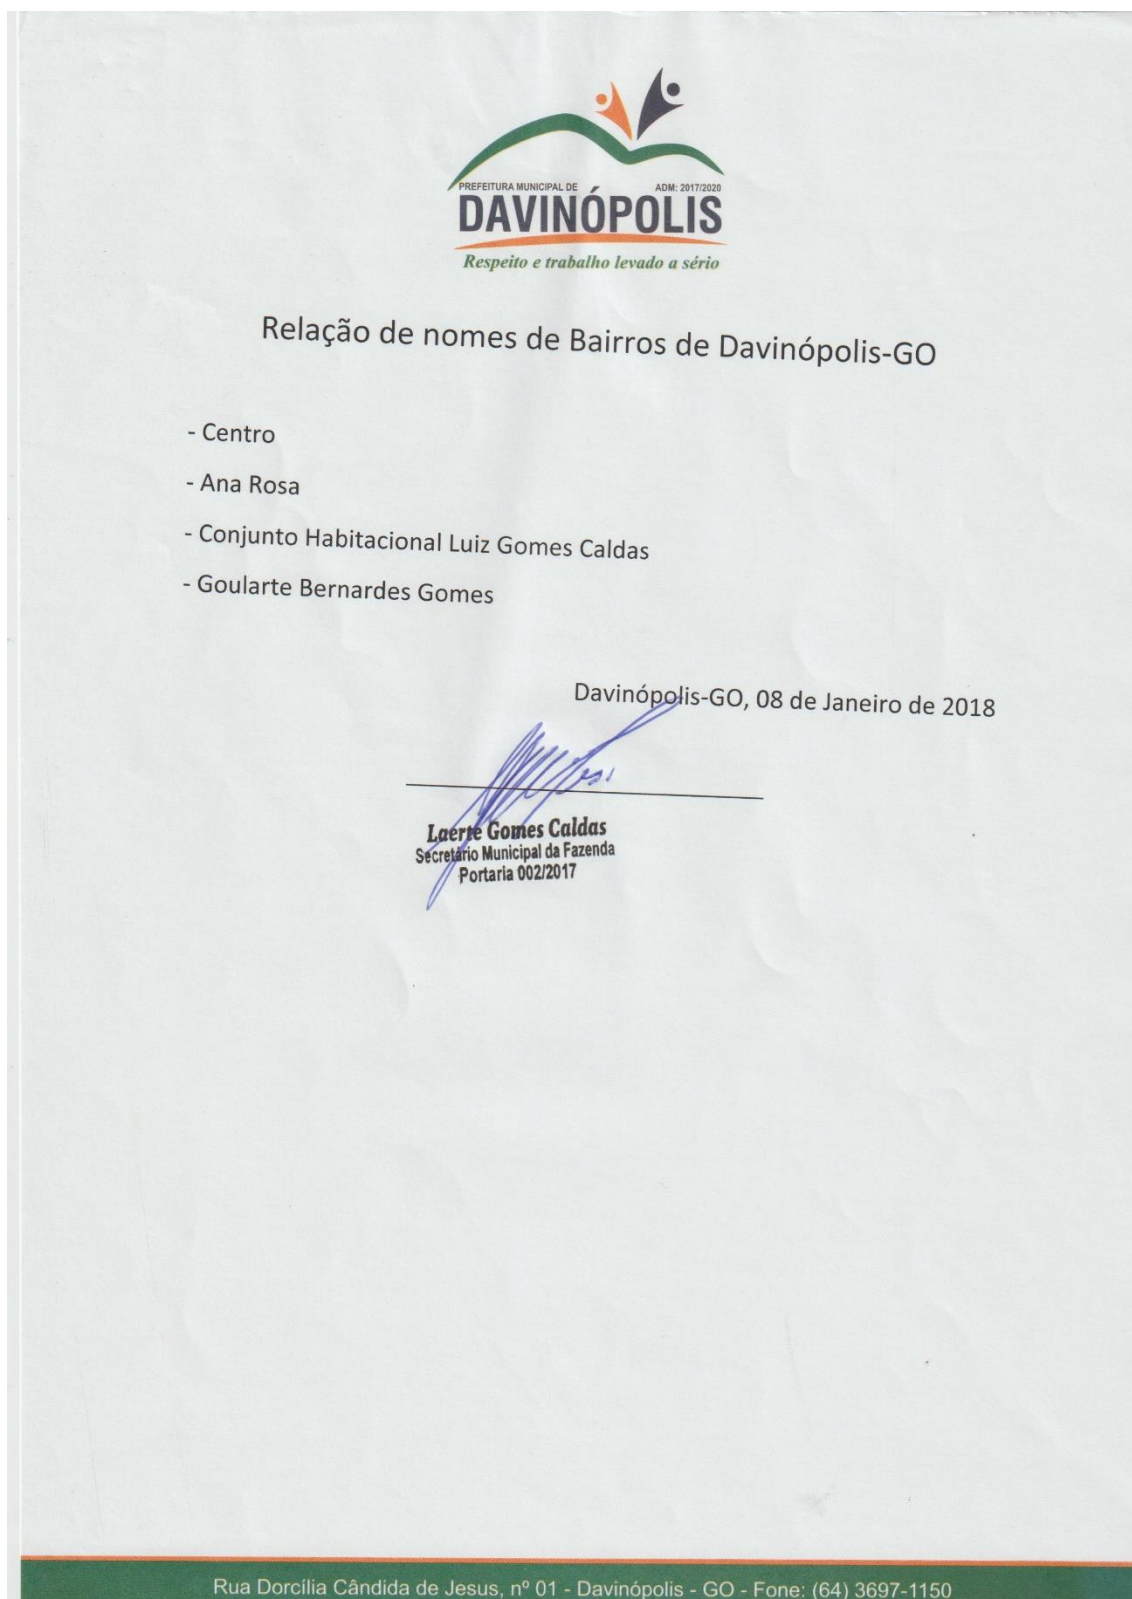 PREFEITURA MUNICIPAL DE ADM: 2017/2020
DAVINÓPOLIS
Respeito e trabalho levado a sério
Relação de nomes de Bairros de Davinópolis-GO
- Centro
- Ana Rosa
- Conjunto Habitacional Luiz Gomes Caldas
- Goularte Bernardes Gomes
Davinópolis-GO, 08 de Janeiro de 2018
Laerte Gomes Caldas
Secretário Municipal da Fazenda
Portaria 002/2017
Rua Dorcília Cândida de Jesus, nº 01 - Davinópolis - GO - Fone: (64) 3697-1150